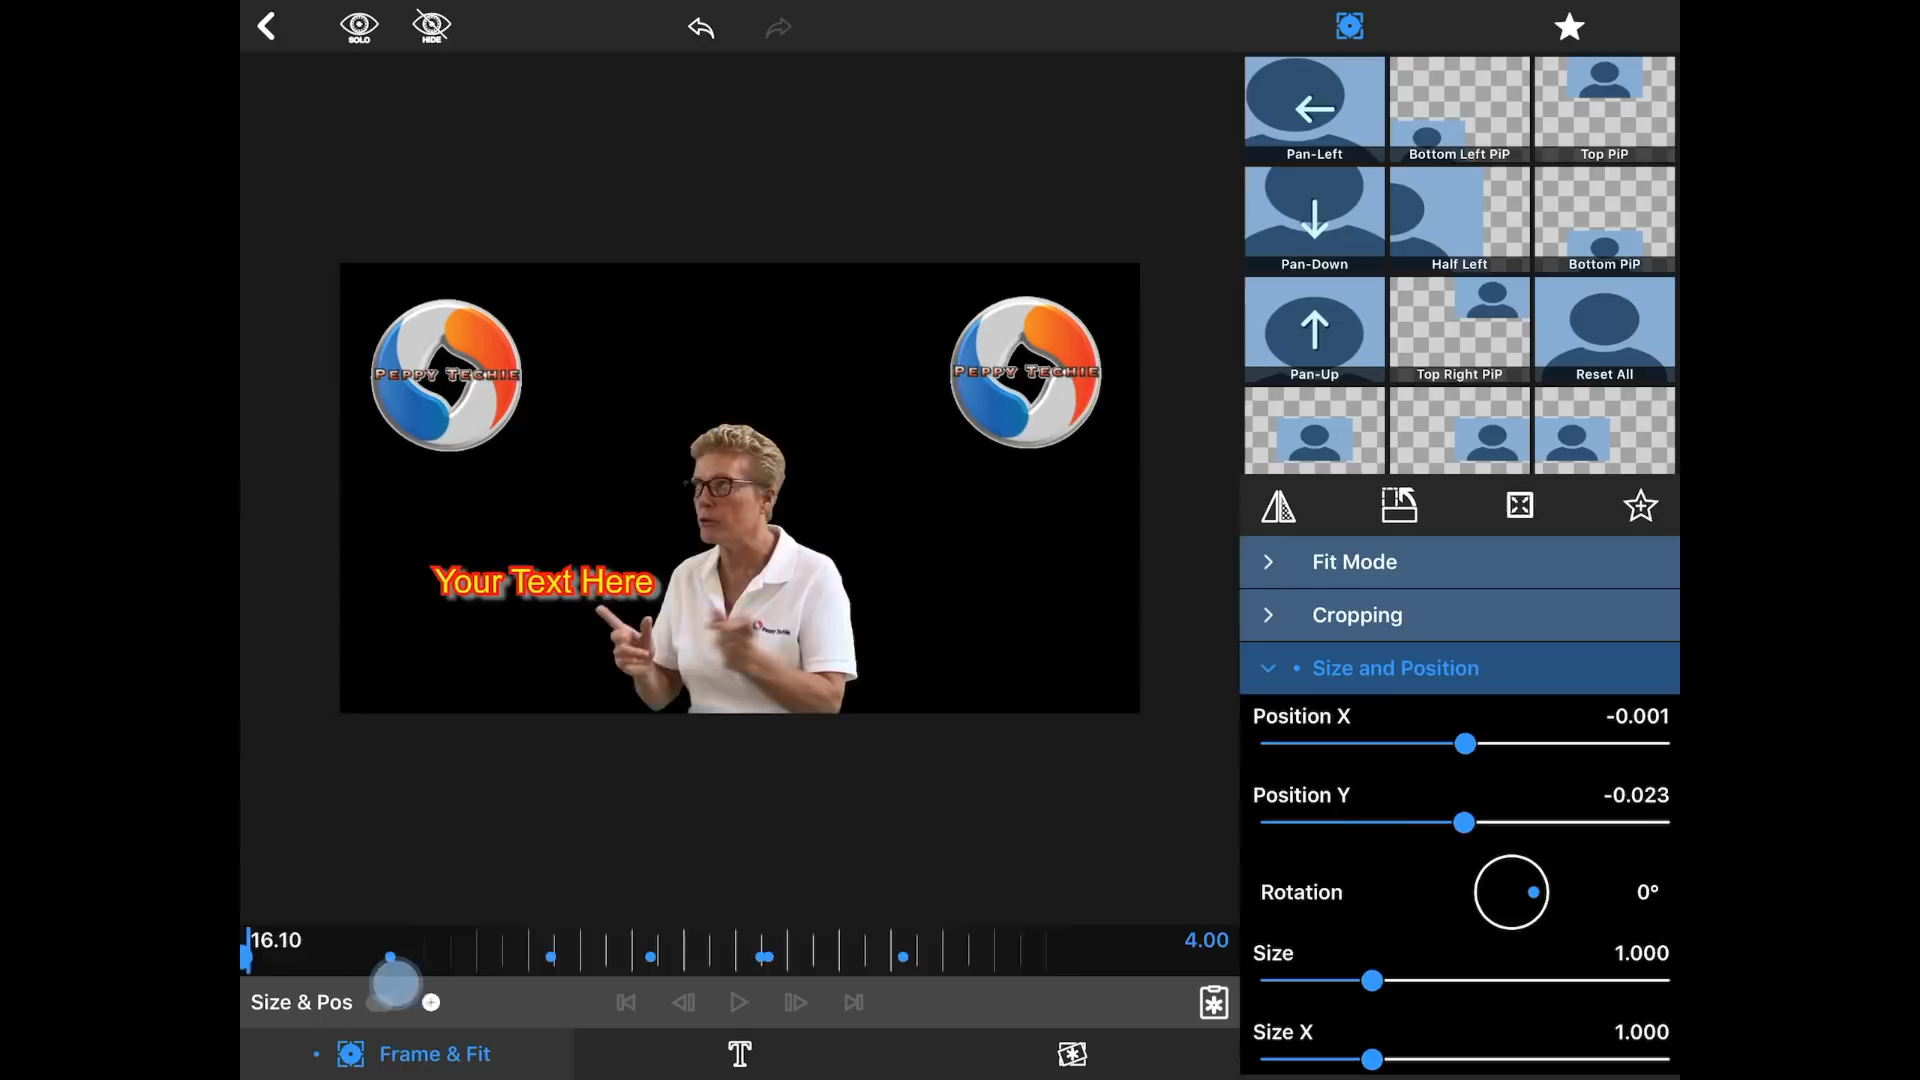 SOLO
HIDE
Pan-Left
Bottom Left PiP
Top PiP
Pan-Down
Half Left
Bottom PiP
Pan-Up
Top Right PiP
Reset All
PEPPY TECHIE
PEPPY TECHIE
Your Text Here
Peppy Techie
Fit Mode
Cropping
Size and Position
Position X
-0.001
Position Y
-0.023
Rotation
0°
Size
1.000
Size X
1.000
16.10
4.00
Size & Pos
Frame & Fit